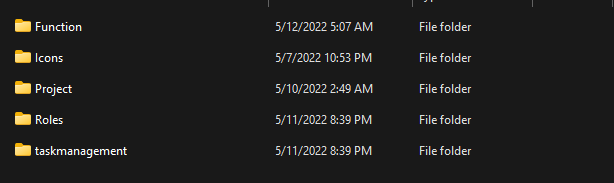 Function 5/12/2022 5:07 AM File folder
Icons 5/7/2022 10:53 PM File folder
Project 5/10/2022 2:49 AM File folder
Roles 5/11/2022 8:39 PM File folder
taskmanagement 5/11/2022 8:39 PM File folder